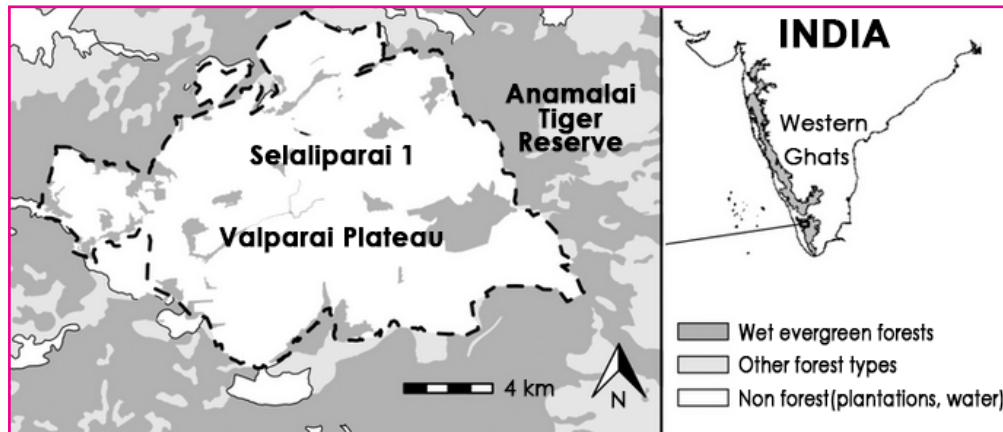 Anamalai
Tiger
Reserve
Selaliparai 1
Valparai Plateau
4 km
N
INDIA
Western
Ghats
Wet evergreen forests
Other forest types
Non forest(plantations, water)